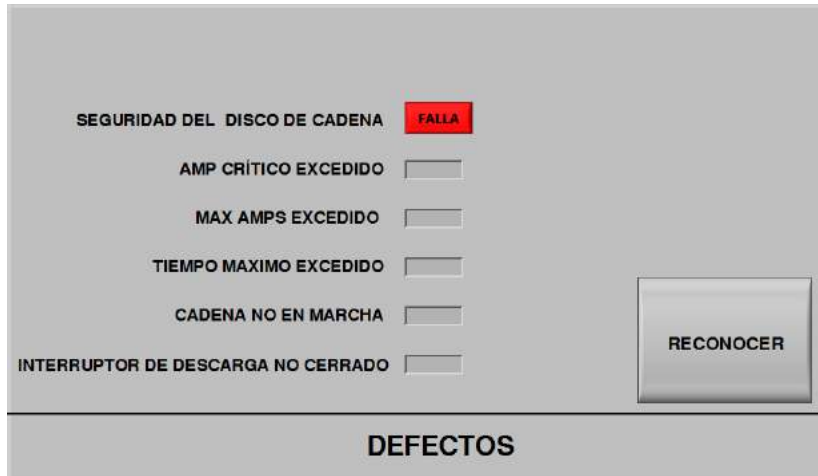 SEGURIDAD DEL DISCO DE CADENA FALLA
AMP CRÍTICO EXCEDIDO
MAX AMPS EXCEDIDO
TIEMPO MAXIMO EXCEDIDO
CADENA NO EN MARCHA
INTERRUPTOR DE DESCARGA NO CERRADO
RECONOCER
DEFECTOS